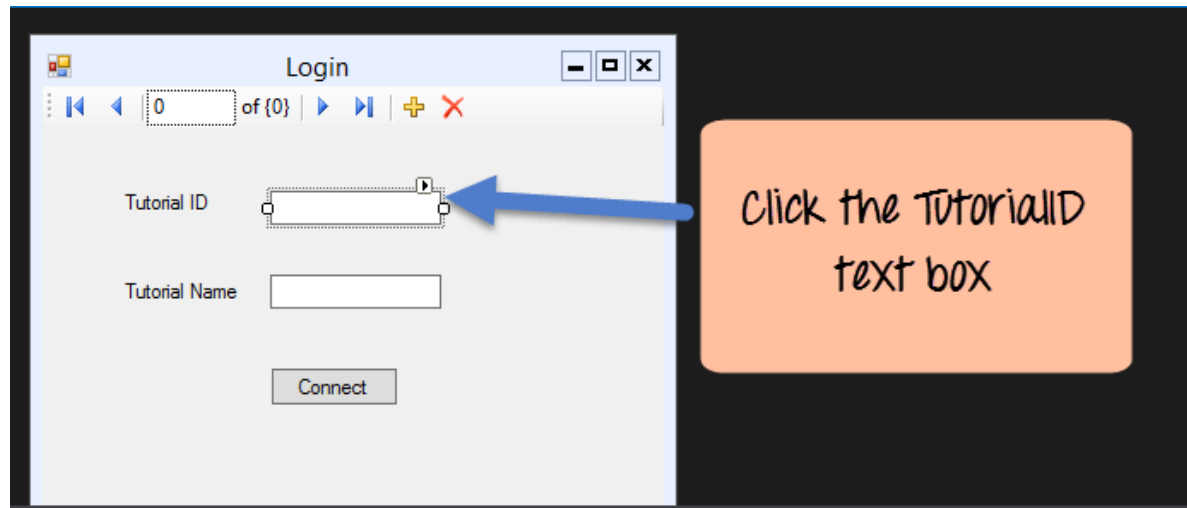 Login
0 of {0}
Tutorial ID
Click the TutorialID
text box
Tutorial Name
Connect